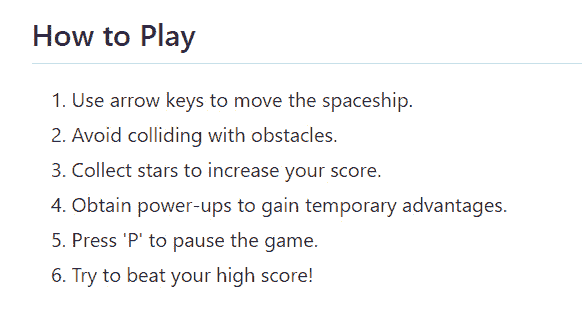 How to Play
1. Use arrow keys to move the spaceship.
2. Avoid colliding with obstacles.
3. Collect stars to increase your score.
4. Obtain power-ups to gain temporary advantages.
5. Press 'P' to pause the game.
6. Try to beat your high score!